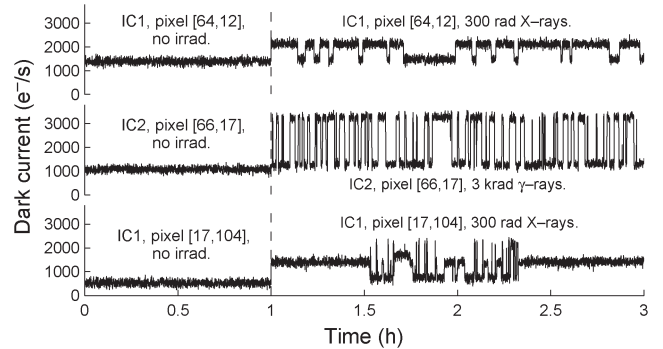 Dark current (e⁻/s)
3000
2000
1000
0
IC1, pixel [64,12],
no irrad.
IC1, pixel [64,12], 300 rad X–rays.
3000
2000
1000
0
IC2, pixel [66,17],
no irrad.
IC2, pixel [66,17], 3 krad γ–rays.
3000
2000
1000
0
IC1, pixel [17,104],
no irrad.
IC1, pixel [17,104], 300 rad X–rays.
0 0.5 1 1.5 2 2.5 3
Time (h)